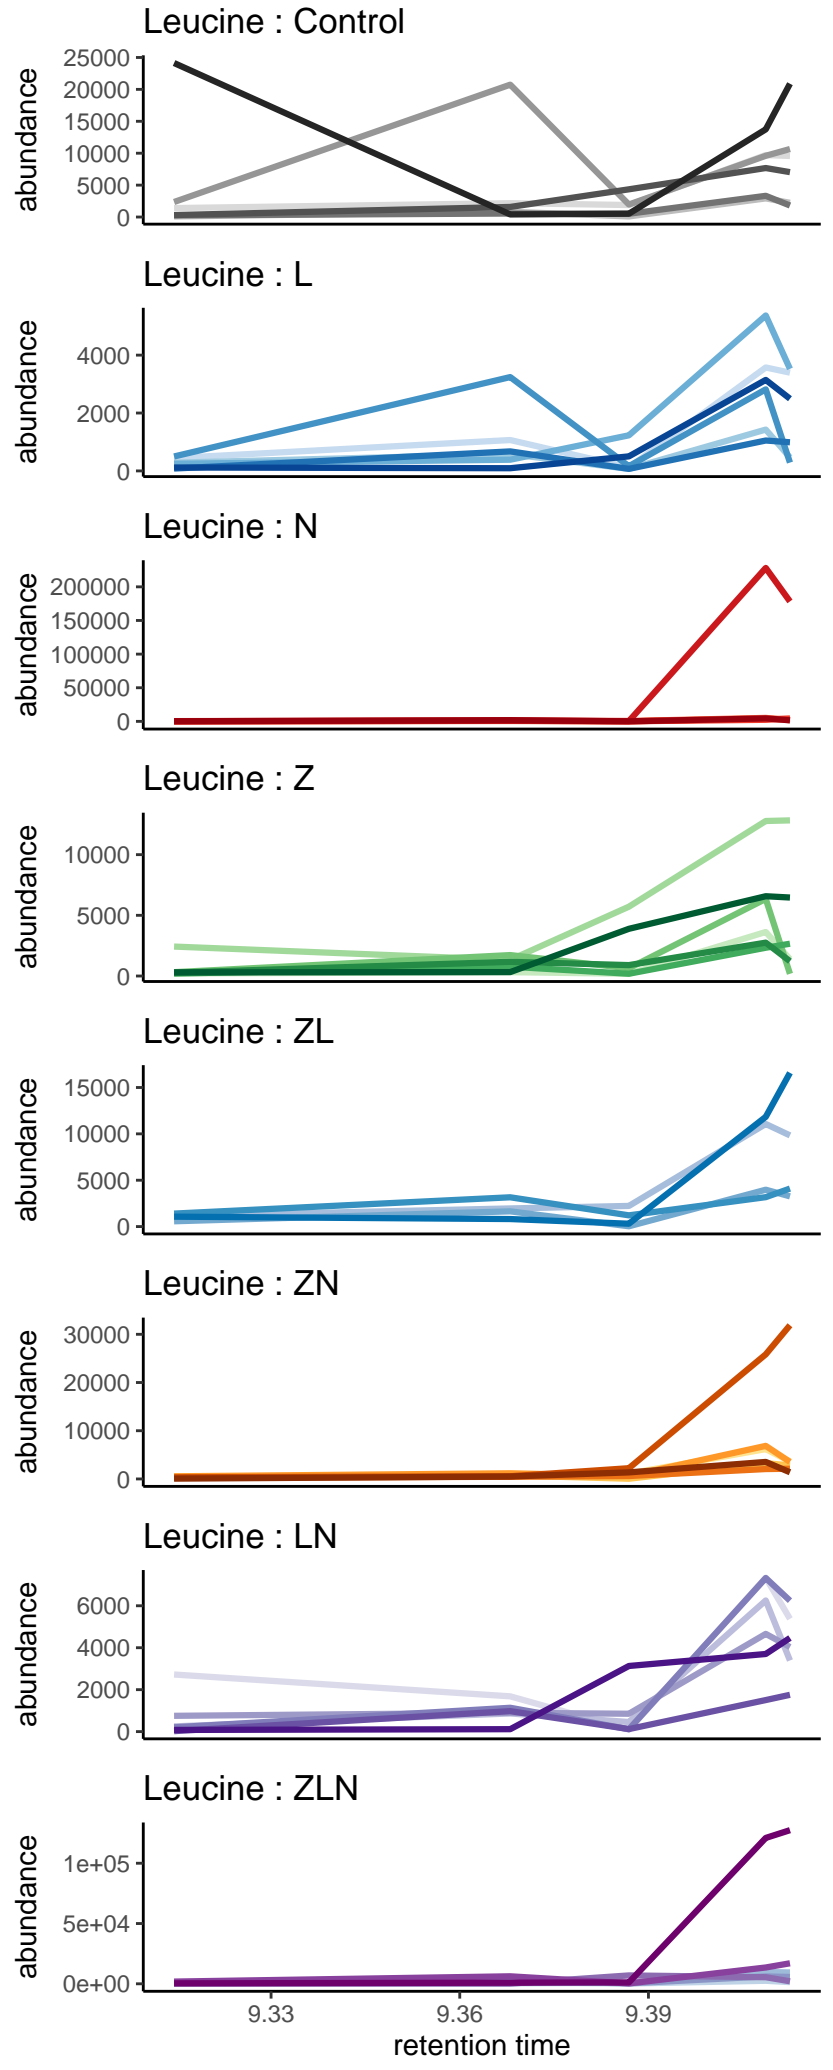 Leucine : Control
25000
20000
15000
10000
5000
0
abundance
Leucine : L
4000
2000
0
abundance
Leucine : N
200000
150000
100000
50000
0
abundance
Leucine : Z
10000
5000
0
abundance
Leucine : ZL
15000
10000
5000
0
abundance
Leucine : ZN
30000
20000
10000
0
abundance
Leucine : LN
6000
4000
2000
0
abundance
Leucine : ZLN
1e+05
5e+04
0e+00
abundance
9.33 9.36 9.39
retention time